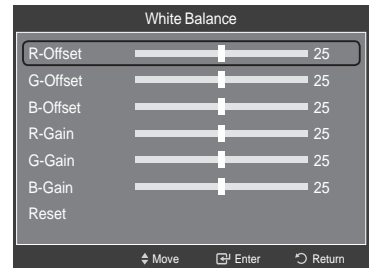 White Balance
R-Offset 25
G-Offset 25
B-Offset 25
R-Gain 25
G-Gain 25
B-Gain 25
Reset
Move Enter Return